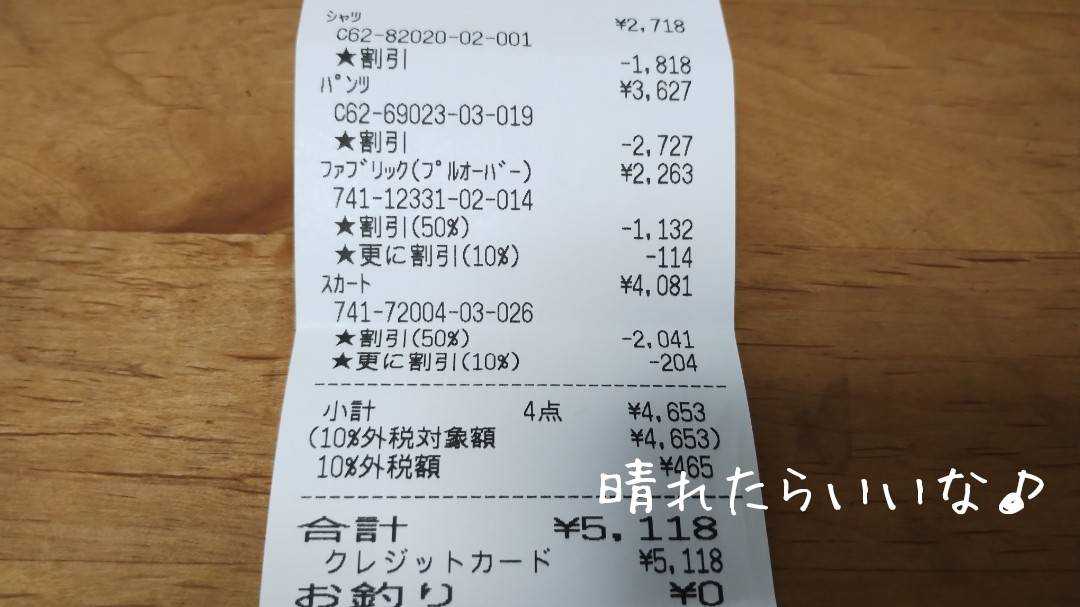 シャツ ¥2,718
C62-82020-02-001
★割引 -1,818
パンツ ¥3,627
C62-69023-03-019
★割引 -2,727
ファブリック(プルオーバー) ¥2,263
741-12331-02-014
★割引(50%) -1,132
★更に割引(10%) -114
スカート ¥4,081
741-72004-03-026
★割引(50%) -2,041
★更に割引(10%) -204
小計 4点 ¥4,653
(10%外税対象額 ¥4,653)
10%外税額 ¥465
晴れたらいいな♪
合計 ¥5,118
クレジットカード ¥5,118
お釣り ¥0